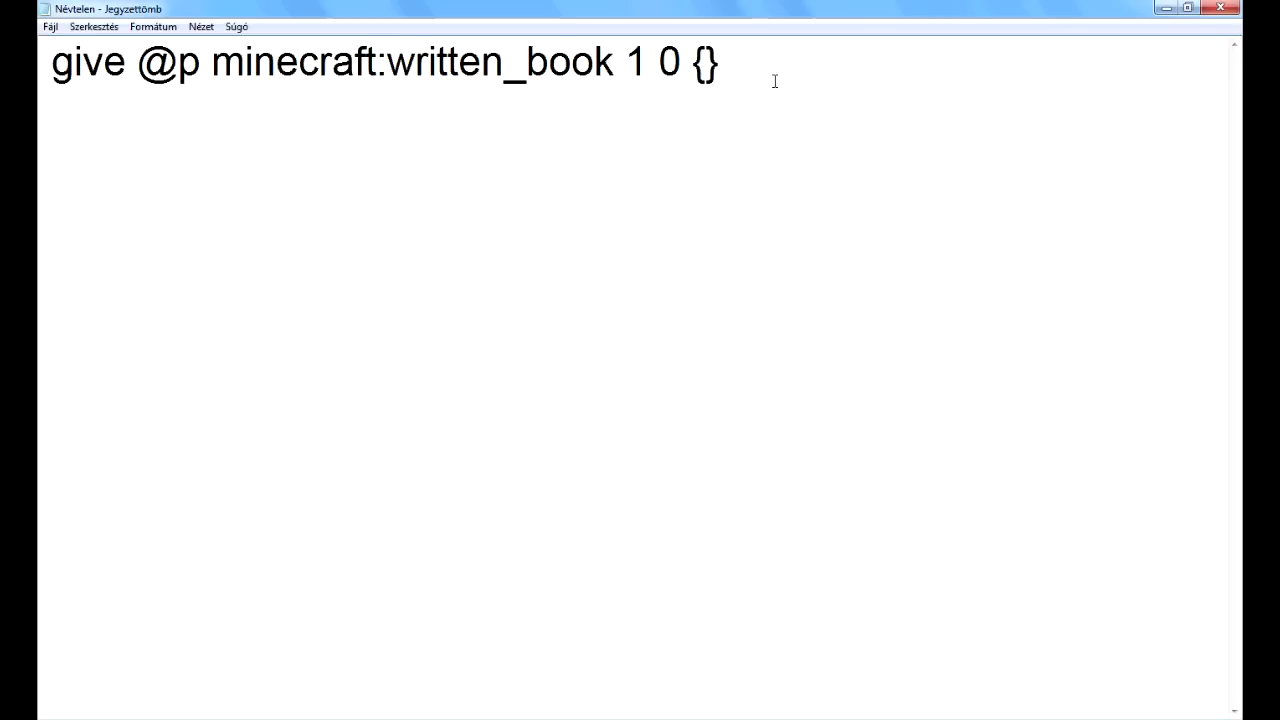 Névtelen - Jegyzettömb
Fájl Szerkesztés Formátum Nézet Súgó
give @p minecraft:written_book 1 0 {}